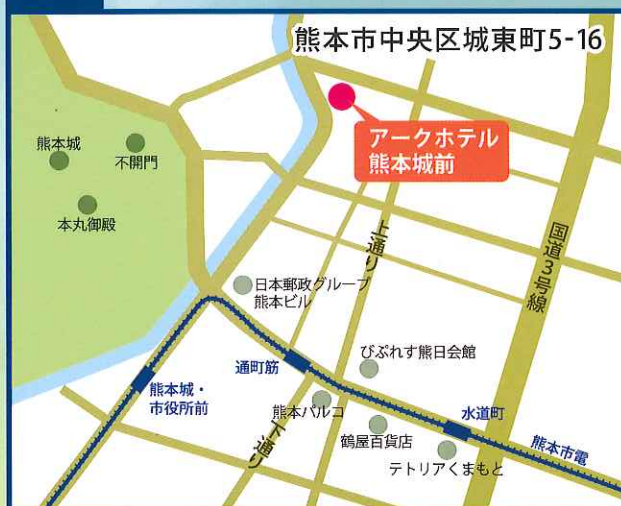 熊本市中央区城東町5-16
アークホテル
熊本城前
熊本城
不開門
本丸御殿
上通り
国道3号線
日本郵政グループ
熊本ビル
通町筋
びぷれす熊日会館
熊本城・
市役所前
熊本パルコ
水道町
下通り
鶴屋百貨店
熊本市電
テトリアくまもと